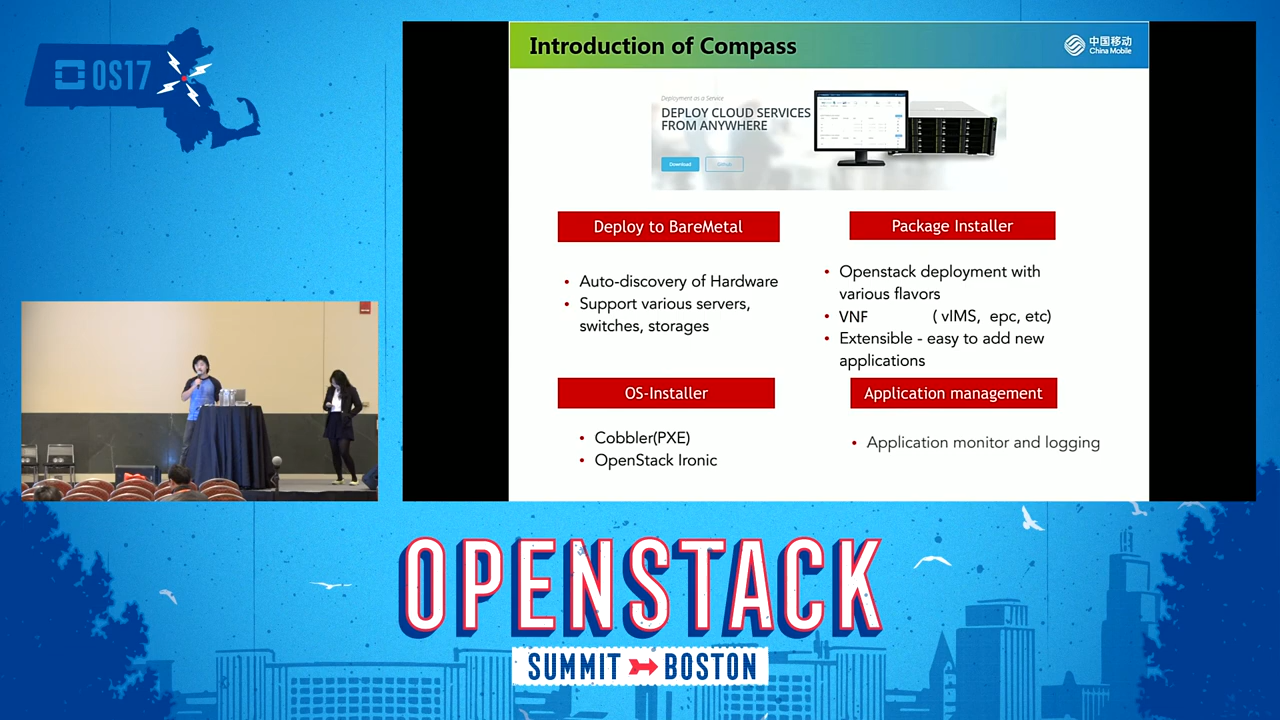 OS17
Introduction of Compass
中国移动
China Mobile
Deployment as a Service
DEPLOY CLOUD SERVICES
FROM ANYWHERE
Download
GitHub
Deploy to BareMetal
Package Installer
• Auto-discovery of Hardware
• Support various servers,
switches, storages
• Openstack deployment with
various flavors
• VNF ( vIMS, epc, etc)
• Extensible - easy to add new
applications
OS-Installer
Application management
• Cobbler(PXE)
• OpenStack Ironic
• Application monitor and logging
OPENSTACK
SUMMIT BOSTON